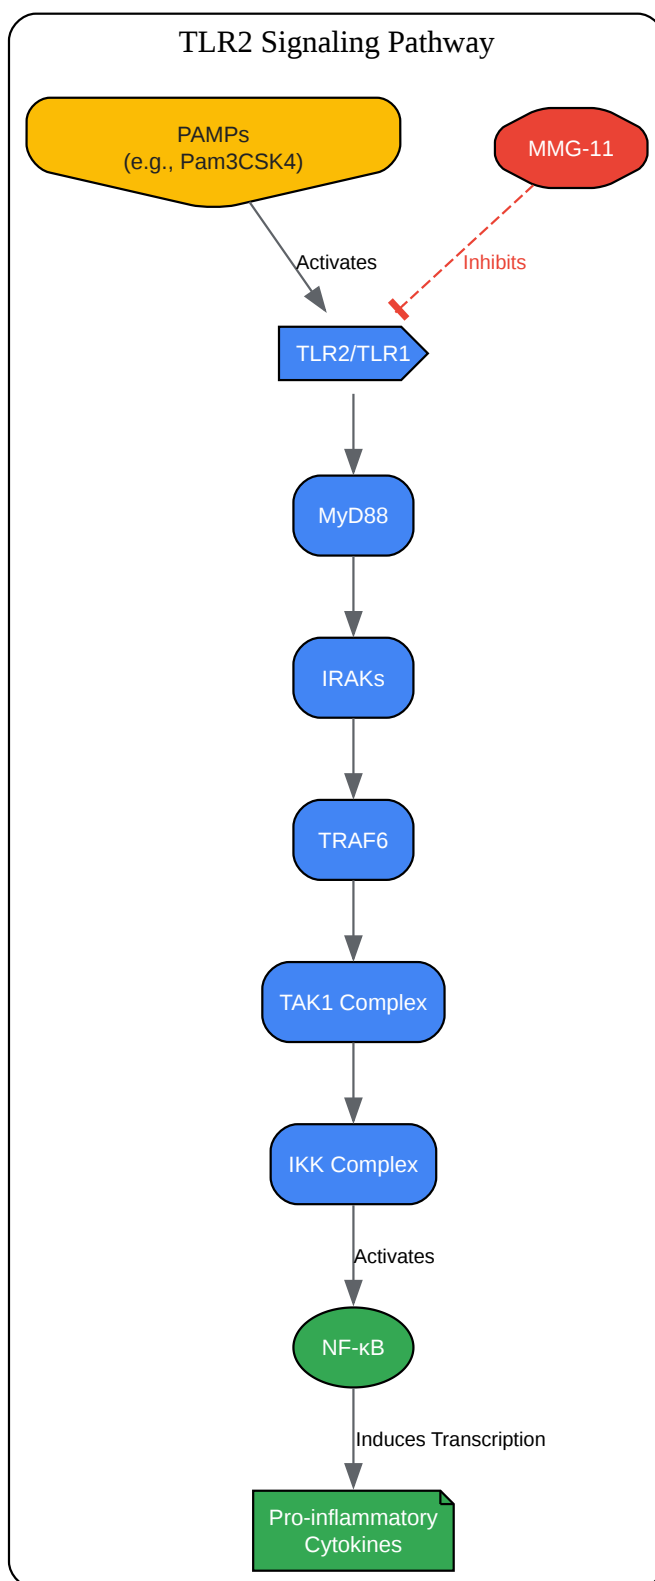 TLR2 Signaling Pathway
PAMPs
(e.g., Pam3CSK4)
MMG-11
Activates
Inhibits
TLR2/TLR1
MyD88
IRAKs
TRAF6
TAK1 Complex
IKK Complex
Activates
NF-κB
Induces Transcription
Pro-inflammatory
Cytokines